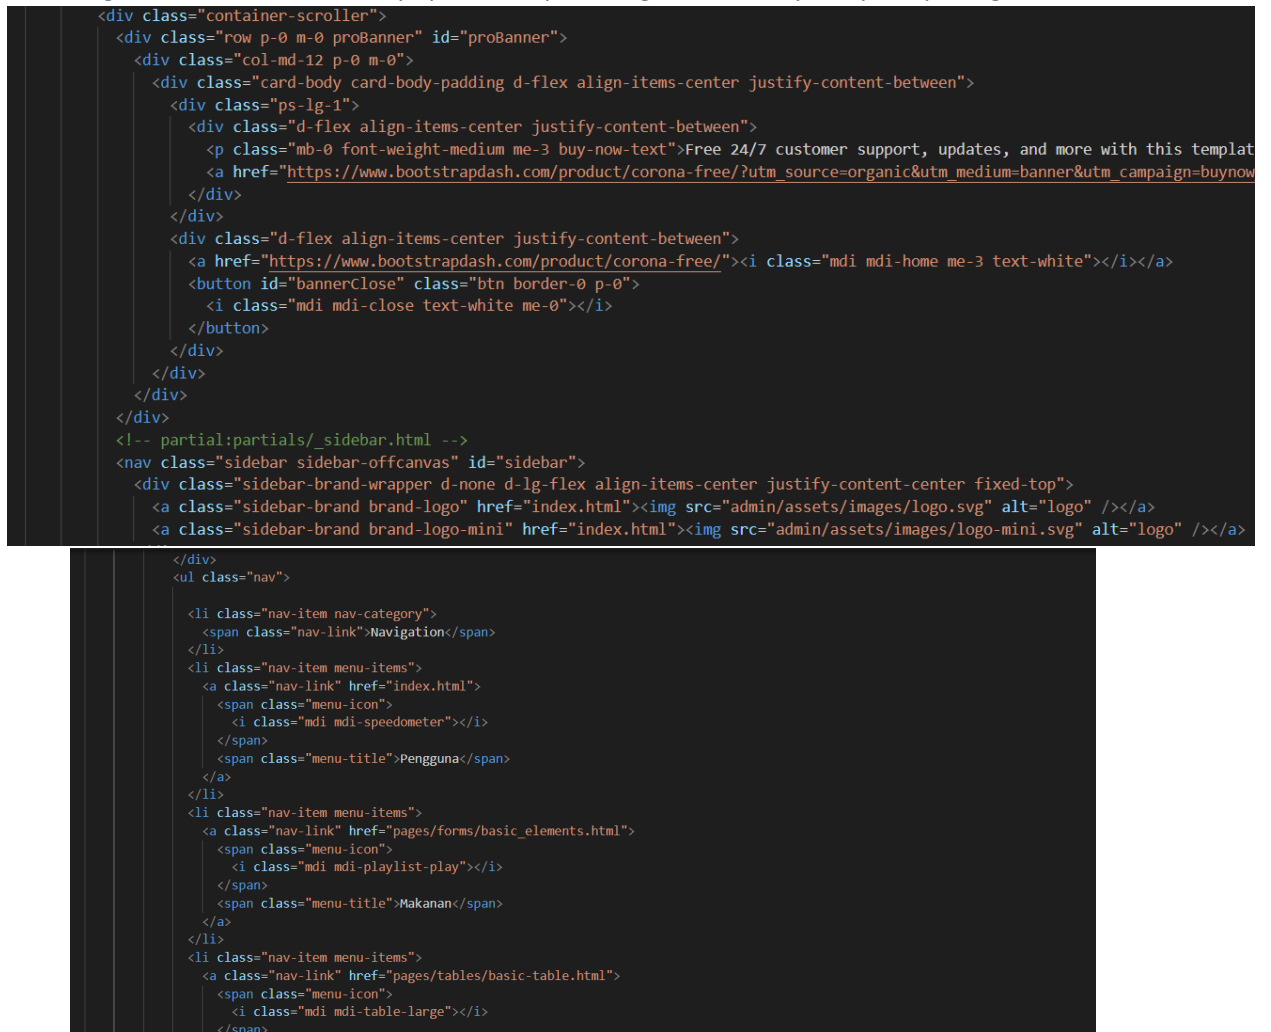 <div class="container-scroller">
<div class="row p-0 m-0 proBanner" id="proBanner">
<div class="col-md-12 p-0 m-0">
<div class="card-body card-body-padding d-flex align-items-center justify-content-between">
<div class="ps-lg-1">
<div class="d-flex align-items-center justify-content-between">
<p class="mb-0 font-weight-medium me-3 buy-now-text">Free 24/7 customer support, updates, and more with this templat
<a href="https://www.bootstrapdash.com/product/corona-free/?utm_source=organic&utm_medium=banner&utm_campaign=buynow
</div>
</div>
<div class="d-flex align-items-center justify-content-between">
<a href="https://www.bootstrapdash.com/product/corona-free/"><i class="mdi mdi-home me-3 text-white"></i></a>
<button id="bannerClose" class="btn border-0 p-0">
<i class="mdi mdi-close text-white me-0"></i>
</button>
</div>
</div>
</div>
</div>
<!-- partial:partials/_sidebar.html -->
<nav class="sidebar sidebar-offcanvas" id="sidebar">
<div class="sidebar-brand-wrapper d-none d-lg-flex align-items-center justify-content-center fixed-top">
<a class="sidebar-brand brand-logo" href="index.html"><img src="admin/assets/images/logo.svg" alt="logo" /></a>
<a class="sidebar-brand brand-logo-mini" href="index.html"><img src="admin/assets/images/logo-mini.svg" alt="logo" /></a>
</div>
<ul class="nav">
<li class="nav-item nav-category">
<span class="nav-link">Navigation</span>
</li>
<li class="nav-item menu-items">
<a class="nav-link" href="index.html">
<span class="menu-icon">
<i class="mdi mdi-speedometer"></i>
</span>
<span class="menu-title">Pengguna</span>
</a>
</li>
<li class="nav-item menu-items">
<a class="nav-link" href="pages/forms/basic_elements.html">
<span class="menu-icon">
<i class="mdi mdi-playlist-play"></i>
</span>
<span class="menu-title">Makanan</span>
</a>
</li>
<li class="nav-item menu-items">
<a class="nav-link" href="pages/tables/basic-table.html">
<span class="menu-icon">
<i class="mdi mdi-table-large"></i>
</span>